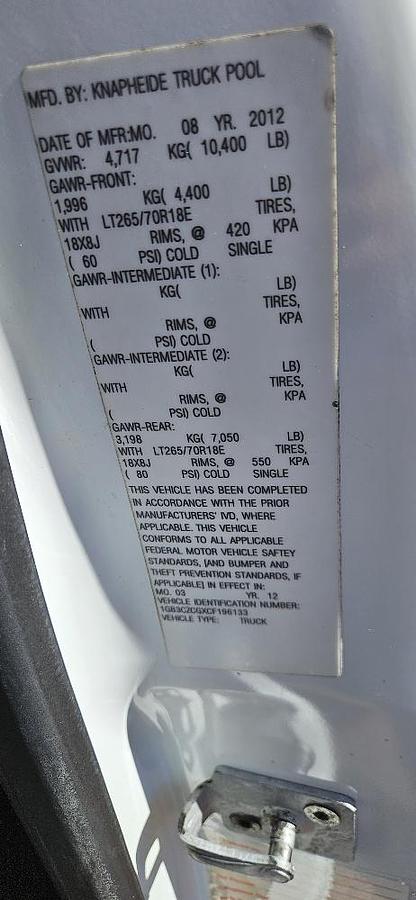 MFD. BY: KNAPHEIDE TRUCK POOL
DATE OF MFR:MO. 08 YR. 2012
GVWR: 4,717 KG( 10,400 LB)
GAWR-FRONT:
1,996 KG( 4,400 LB)
WITH LT265/70R18E TIRES,
18X8J RIMS, @ 420 KPA
( 60 PSI) COLD SINGLE
GAWR-INTERMEDIATE (1):
KG( LB)
WITH TIRES,
RIMS, @ KPA
( PSI) COLD
GAWR-INTERMEDIATE (2):
KG( LB)
WITH TIRES,
RIMS, @ KPA
( PSI) COLD
GAWR-REAR:
3,198 KG( 7,050 LB)
WITH LT265/70R18E TIRES,
18X8J RIMS, @ 550 KPA
( 80 PSI) COLD SINGLE
THIS VEHICLE HAS BEEN COMPLETED
IN ACCORDANCE WITH THE PRIOR
MANUFACTURERS' IVD, WHERE
APPLICABLE. THIS VEHICLE
CONFORMS TO ALL APPLICABLE
FEDERAL MOTOR VEHICLE SAFTEY
STANDARDS, [AND BUMPER AND
THEFT PREVENTION STANDARDS, IF
APPLICABLE] IN EFFECT IN:
MO. 03 YR. 12
VEHICLE IDENTIFICATION NUMBER:
1GB3CZCGXCF196133
VEHICLE TYPE: TRUCK